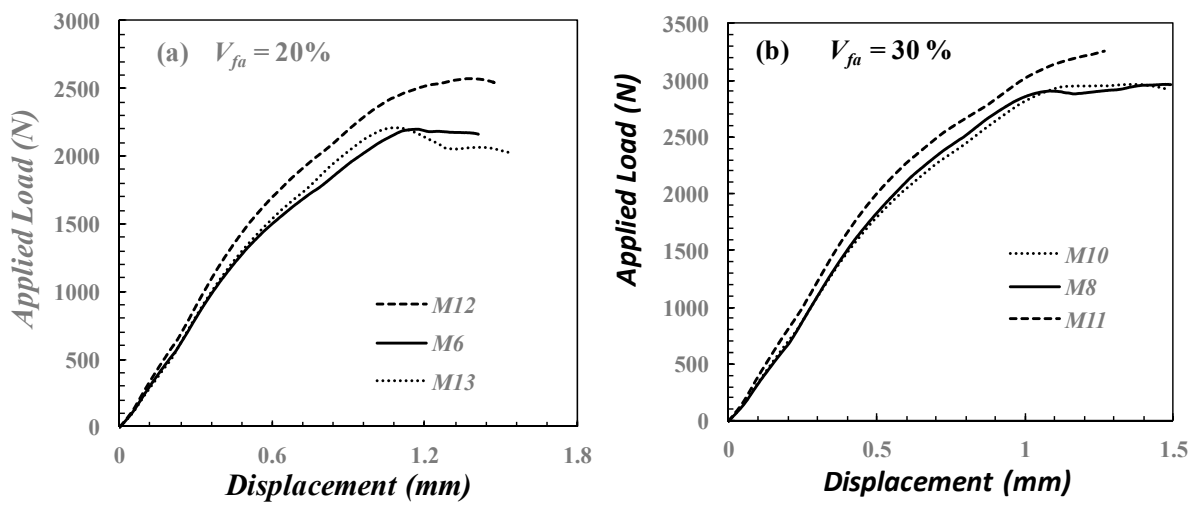 (a) V_fa = 20%
3000
2500
2000
1500
1000
500
0
0 0.6 1.2 1.8
Applied Load (N)
Displacement (mm)
M12
M6
M13
(b) V_fa = 30 %
3500
3000
2500
2000
1500
1000
500
0
0 0.5 1 1.5
Applied Load (N)
Displacement (mm)
M10
M8
M11